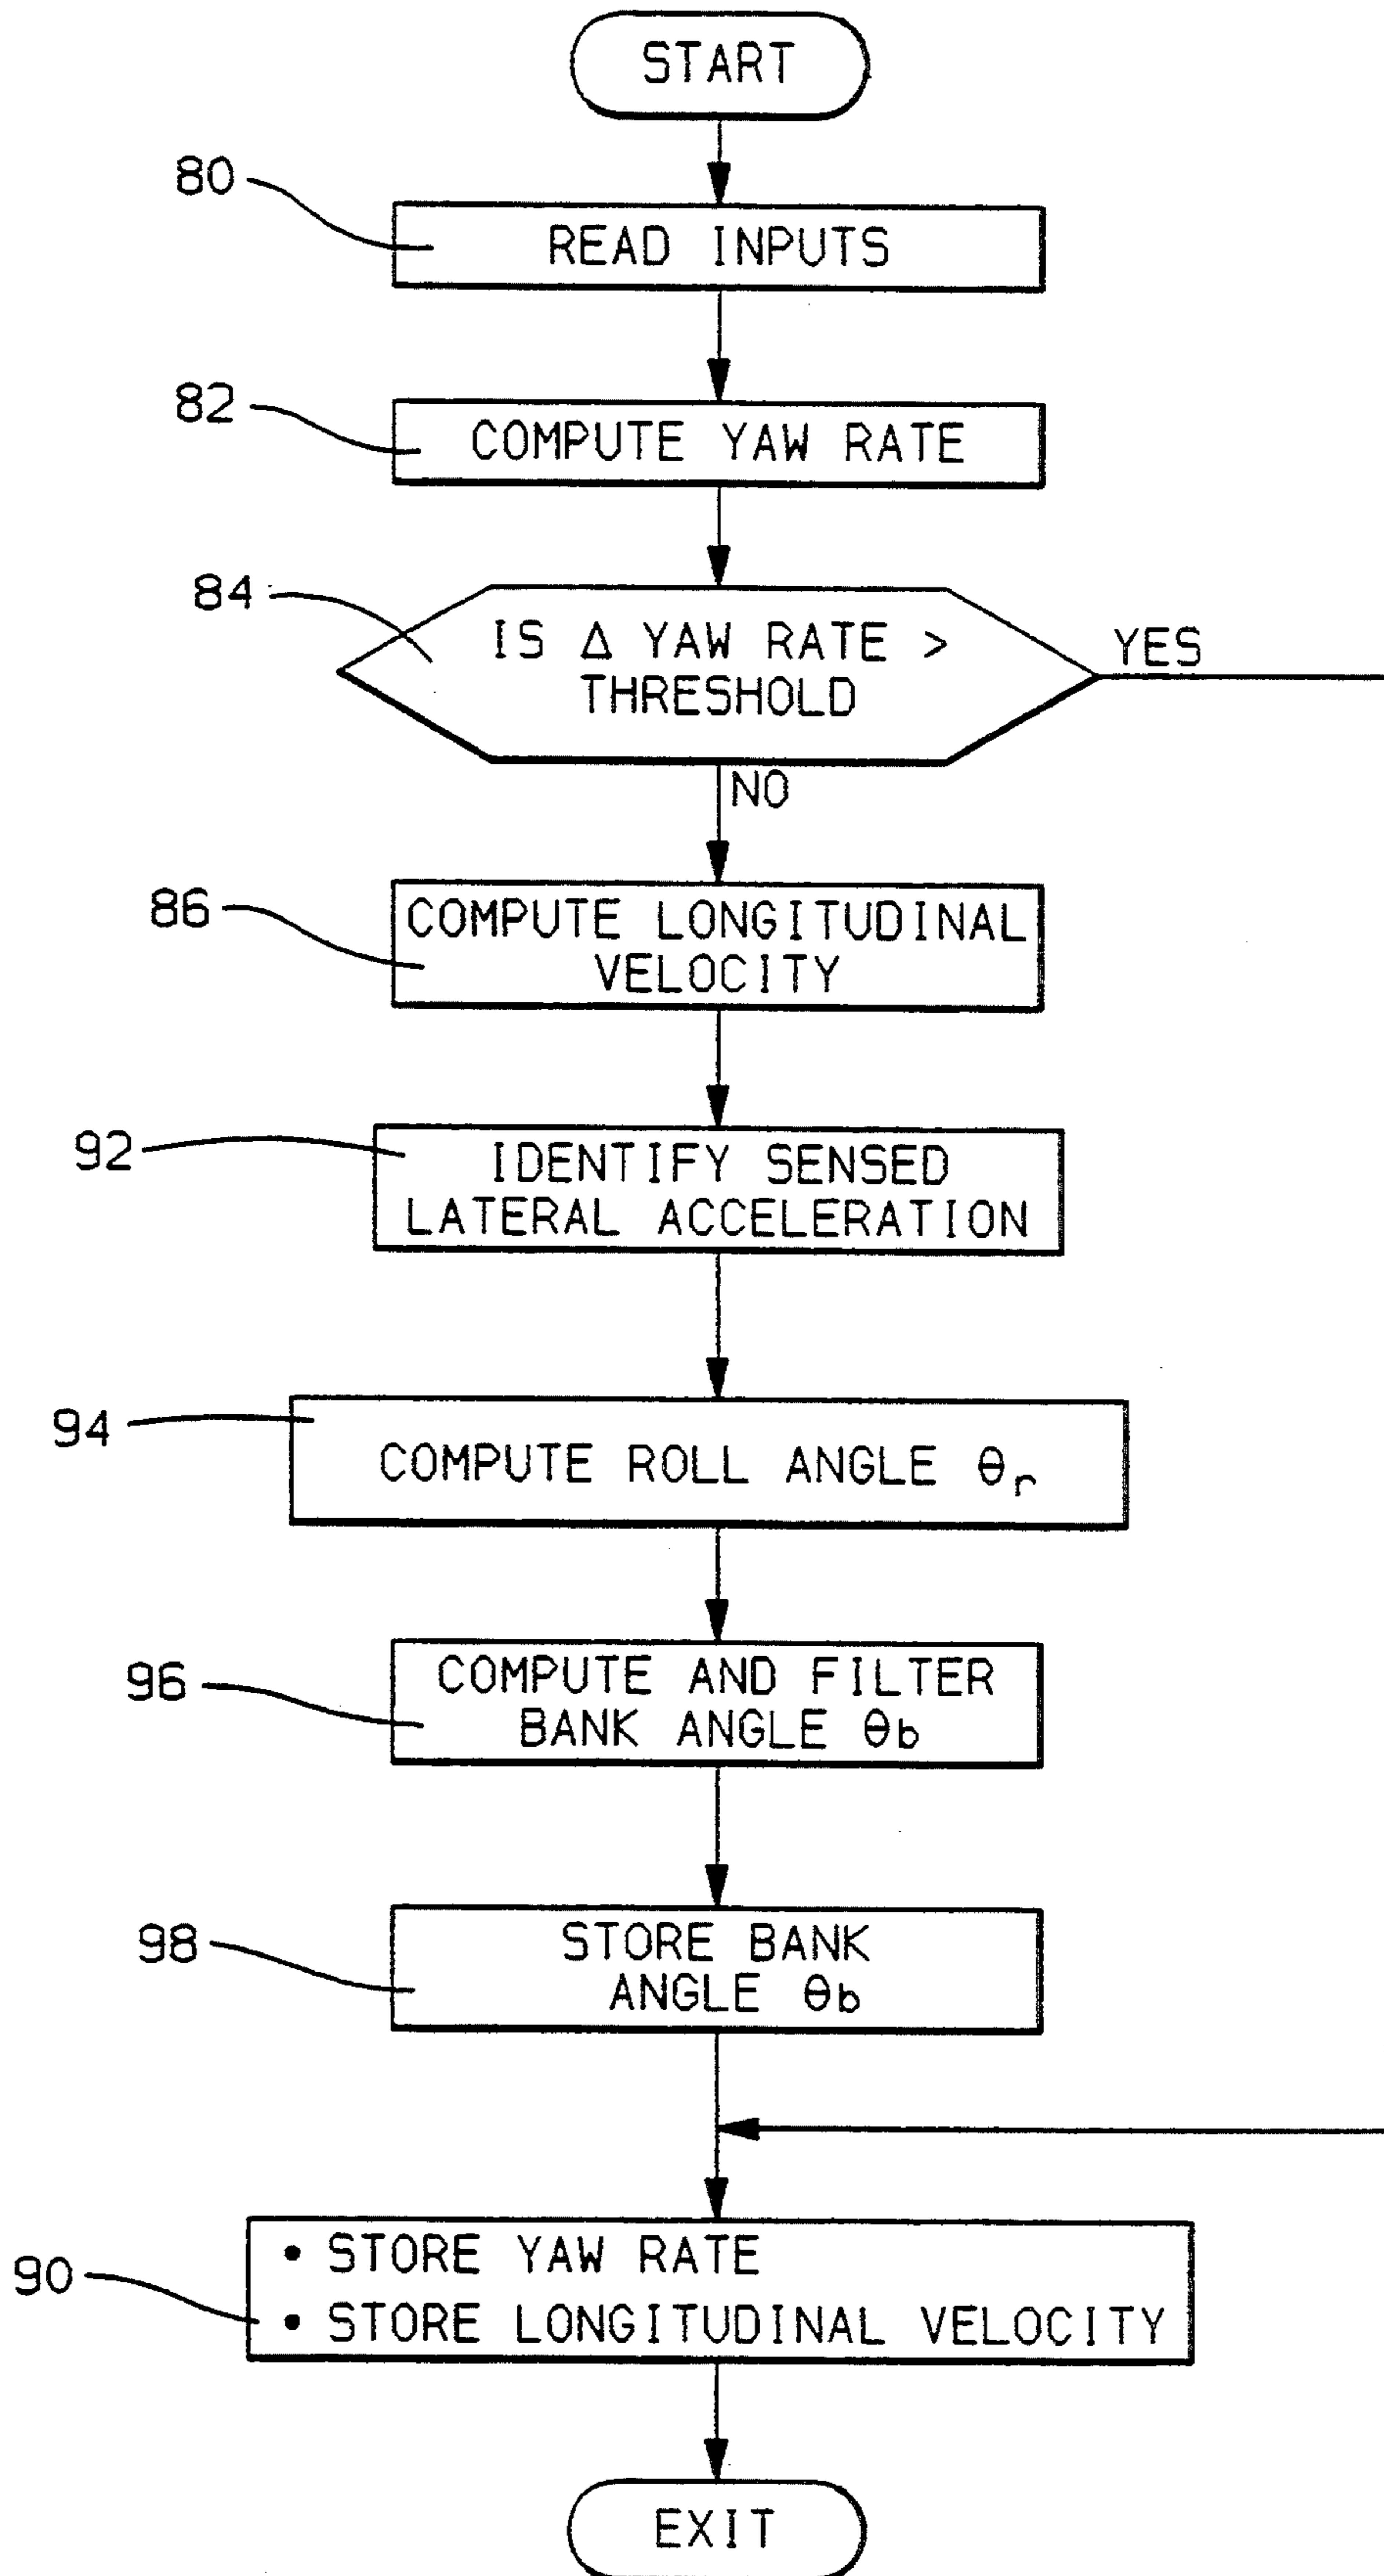 START
80
READ INPUTS
82
COMPUTE YAW RATE
84
IS Δ YAW RATE >
THRESHOLD
YES
NO
86
COMPUTE LONGITUDINAL
VELOCITY
92
IDENTIFY SENSED
LATERAL ACCELERATION
94
COMPUTE ROLL ANGLE θr
96
COMPUTE AND FILTER
BANK ANGLE θb
98
STORE BANK
ANGLE θb
90
• STORE YAW RATE
• STORE LONGITUDINAL VELOCITY
EXIT